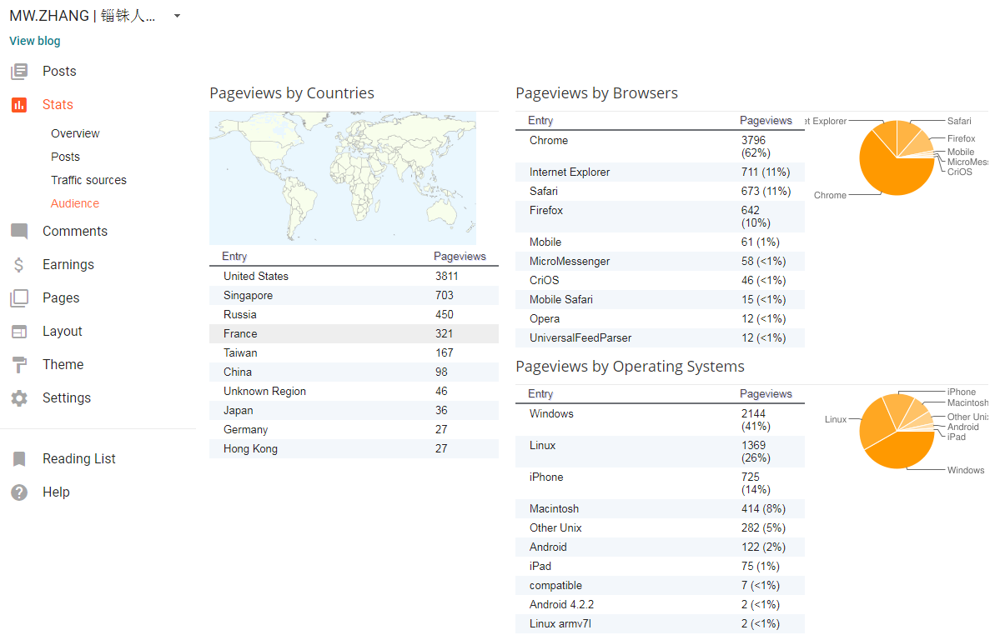 MW.ZHANG | 锱铢人...
View blog
Posts
Stats
Overview
Posts
Traffic sources
Audience
Comments
Earnings
Pages
Layout
Theme
Settings
Reading List
Help
Pageviews by Countries
Entry Pageviews
United States 3811
Singapore 703
Russia 450
France 321
Taiwan 167
China 98
Unknown Region 46
Japan 36
Germany 27
Hong Kong 27
Pageviews by Browsers
Entry Pageviews
Chrome 3796
(62%)
Internet Explorer 711 (11%)
Safari 673 (11%)
Firefox 642
(10%)
Mobile 61 (1%)
MicroMessenger 58 (<1%)
CriOS 46 (<1%)
Mobile Safari 15 (<1%)
Opera 12 (<1%)
UniversalFeedParser 12 (<1%)
et Explorer
Safari
Firefox
Mobile
MicroMess
CriOS
Chrome
Pageviews by Operating Systems
Entry Pageviews
Windows 2144
(41%)
Linux 1369
(26%)
iPhone 725
(14%)
Macintosh 414 (8%)
Other Unix 282 (5%)
Android 122 (2%)
iPad 75 (1%)
compatible 7 (<1%)
Android 4.2.2 2 (<1%)
Linux armv7l 2 (<1%)
iPhone
Macintosh
Linux
Other Uni
Android
iPad
Windows